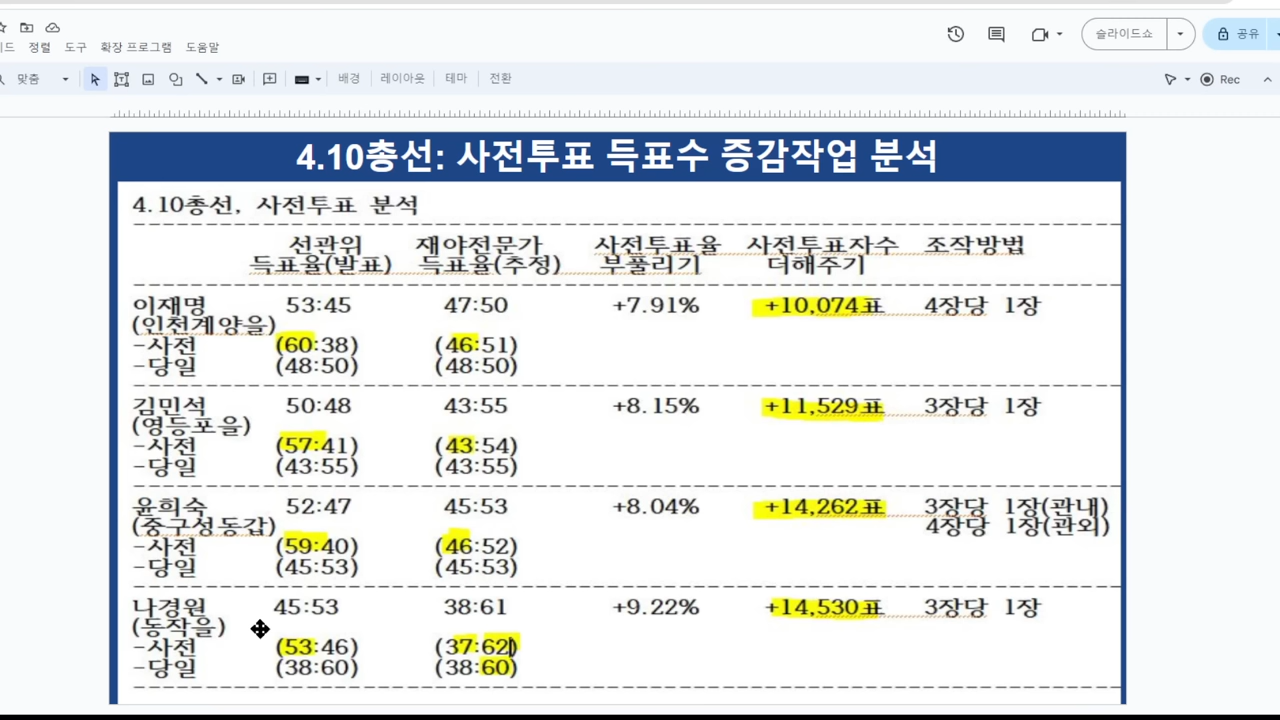 정렬 도구 확장 프로그램 도움말
슬라이드쇼 공유
맞춤 배경 레이아웃 테마 전환 Rec
4.10총선: 사전투표 득표수 증감작업 분석
4.10총선, 사전투표 분석
선관위 재야전문가 사전투표율 사전투표자수 조작방법
득표율(발표) 득표율(추정) 부풀리기 더해주기
이재명 53:45 47:50 +7.91% +10,074표 4장당 1장
(인천계양을)
-사전 (60:38) (46:51)
-당일 (48:50) (48:50)
김민석 50:48 43:55 +8.15% +11,529표 3장당 1장
(영등포을)
-사전 (57:41) (43:54)
-당일 (43:55) (43:55)
윤희숙 52:47 45:53 +8.04% +14,262표 3장당 1장(관내)
(중구성동갑) 4장당 1장(관외)
-사전 (59:40) (46:52)
-당일 (45:53) (45:53)
나경원 45:53 38:61 +9.22% +14,530표 3장당 1장
(동작을)
-사전 (53:46) (37:62)
-당일 (38:60) (38:60)